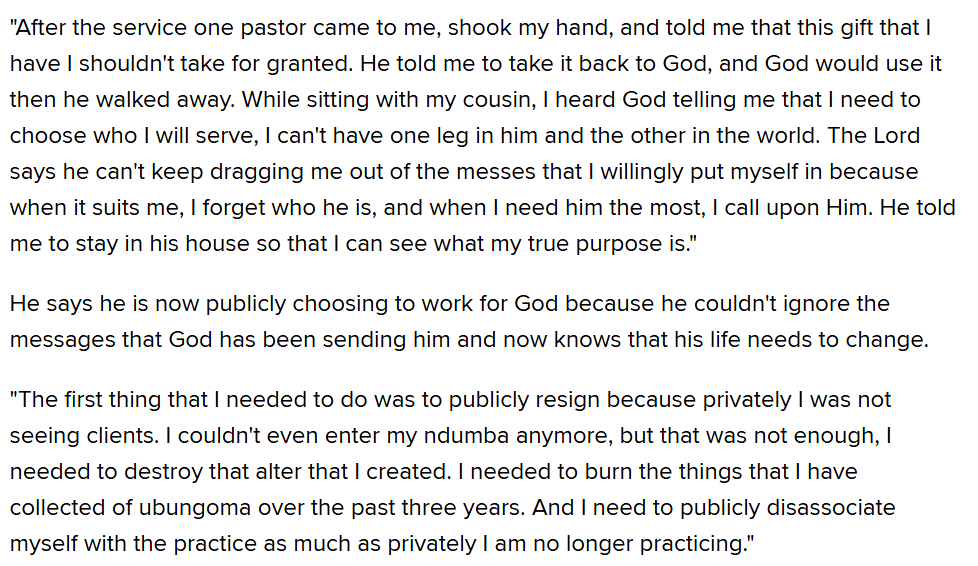 "After the service one pastor came to me, shook my hand, and told me that this gift that I
have I shouldn't take for granted. He told me to take it back to God, and God would use it
then he walked away. While sitting with my cousin, I heard God telling me that I need to
choose who I will serve, I can't have one leg in him and the other in the world. The Lord
says he can't keep dragging me out of the messes that I willingly put myself in because
when it suits me, I forget who he is, and when I need him the most, I call upon Him. He told
me to stay in his house so that I can see what my true purpose is."
He says he is now publicly choosing to work for God because he couldn't ignore the
messages that God has been sending him and now knows that his life needs to change.
"The first thing that I needed to do was to publicly resign because privately I was not
seeing clients. I couldn't even enter my ndumba anymore, but that was not enough, I
needed to destroy that alter that I created. I needed to burn the things that I have
collected of ubungoma over the past three years. And I need to publicly disassociate
myself with the practice as much as privately I am no longer practicing."